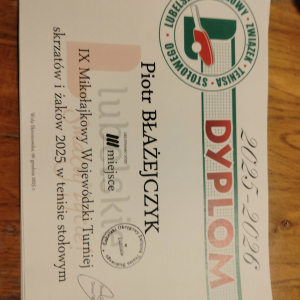 LUBELSKI OKRĘGOWY ZWIĄZEK TENISA STOŁOWEGO
2025-2026
DYPLOM
Piotr BŁAŻEJCZYK
III miejsce
IX Mikołajkowy Wojewódzki Turniej
skrzatów i żaków 2025 w tenisie stołowym